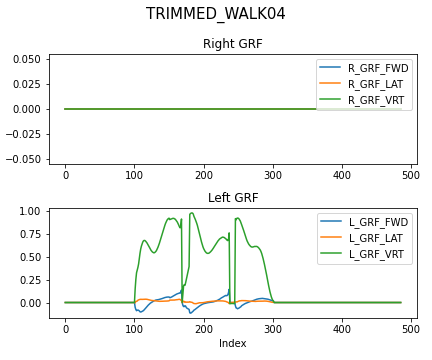 TRIMMED_WALK04
Right GRF
0.050
0.025
0.000
−0.025
−0.050
R_GRF_FWD
R_GRF_LAT
R_GRF_VRT
0 100 200 300 400 500
Left GRF
1.00
0.75
0.50
0.25
0.00
L_GRF_FWD
L_GRF_LAT
L_GRF_VRT
0 100 200 300 400 500
Index